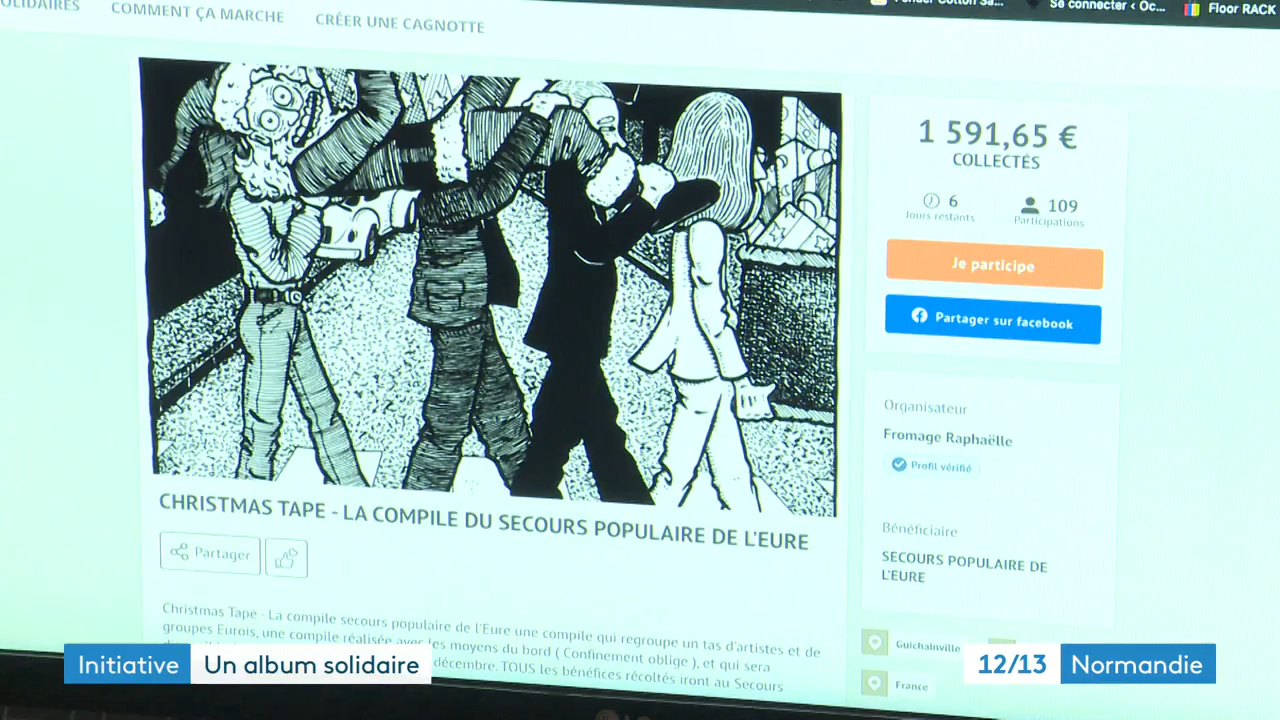 SOLIDAIRES
COMMENT ÇA MARCHE
CRÉER UNE CAGNOTTE
Se connecter ‹ Oc...
Floor RACK
1 591,65 €
COLLECTÉS
6
Jours restants
109
Participations
Je participe
Partager sur facebook
Organisateur
Fromage Raphaëlle
Profil vérifié
Bénéficiaire
SECOURS POPULAIRE DE
L'EURE
Guichainville
France
CHRISTMAS TAPE - LA COMPILE DU SECOURS POPULAIRE DE L'EURE
Partager
Christmas Tape - La compile secours populaire de l'Eure une compile qui regroupe un tas d'artistes et de
groupes Eurois, une compile réalisée avec les moyens du bord ( Confinement oblige ), et qui sera
décembre. TOUS les bénéfices récoltés iront au Secours
Initiative
Un album solidaire
12/13
Normandie